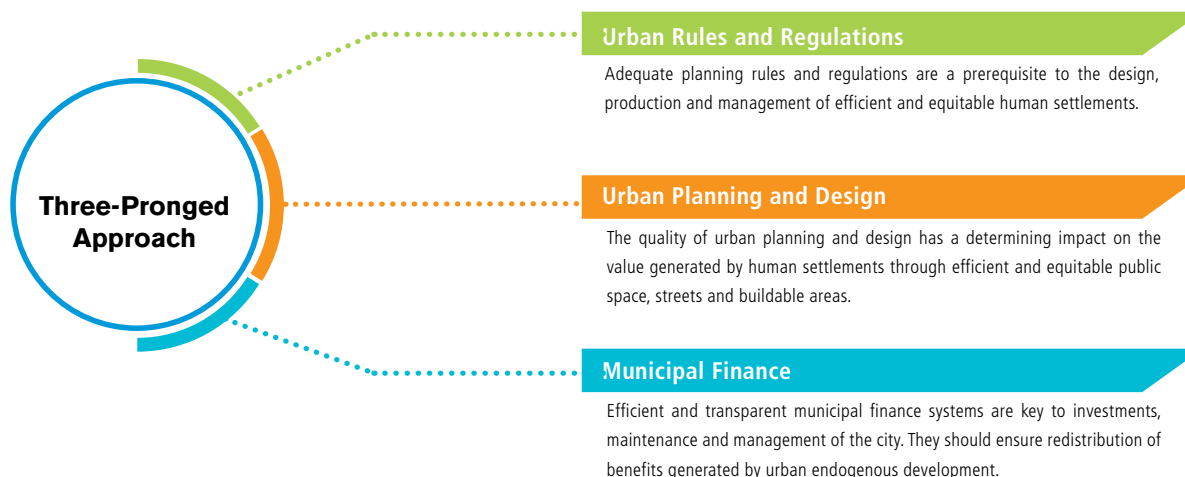 Three-Pronged
Approach
Urban Rules and Regulations
Adequate planning rules and regulations are a prerequisite to the design,
production and management of efficient and equitable human settlements.
Urban Planning and Design
The quality of urban planning and design has a determining impact on the
value generated by human settlements through efficient and equitable public
space, streets and buildable areas.
Municipal Finance
Efficient and transparent municipal finance systems are key to investments,
maintenance and management of the city. They should ensure redistribution of
benefits generated by urban endogenous development.